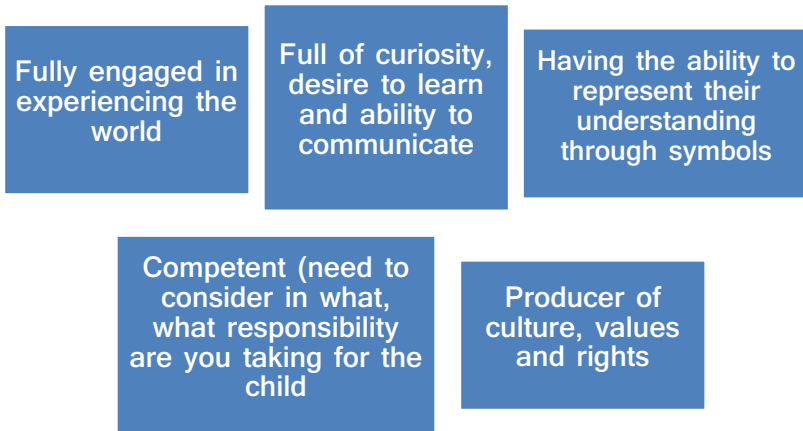 Fully engaged in
experiencing the
world
Full of curiosity,
desire to learn
and ability to
communicate
Having the ability to
represent their
understanding
through symbols
Competent (need to
consider in what,
what responsibility
are you taking for the
child
Producer of
culture, values
and rights